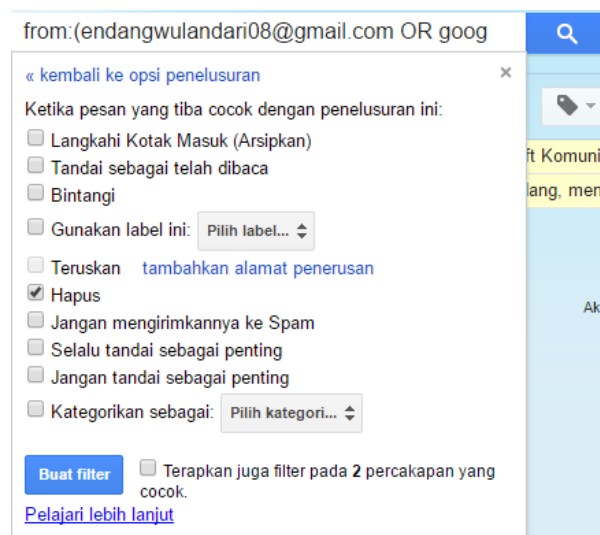 from:(endangwulandari08@gmail.com OR goog
« kembali ke opsi penelusuran
×
Ketika pesan yang tiba cocok dengan penelusuran ini:
Langkahi Kotak Masuk (Arsipkan)
Tandai sebagai telah dibaca
Bintangi
Gunakan label ini: Pilih label...
Teruskan tambahkan alamat penerusan
Hapus
Jangan mengirimkannya ke Spam
Selalu tandai sebagai penting
Jangan tandai sebagai penting
Kategorikan sebagai: Pilih kategori...
Buat filter Terapkan juga filter pada 2 percakapan yang
cocok.
Pelajari lebih lanjut
ft Komuni
lang, men
Ak